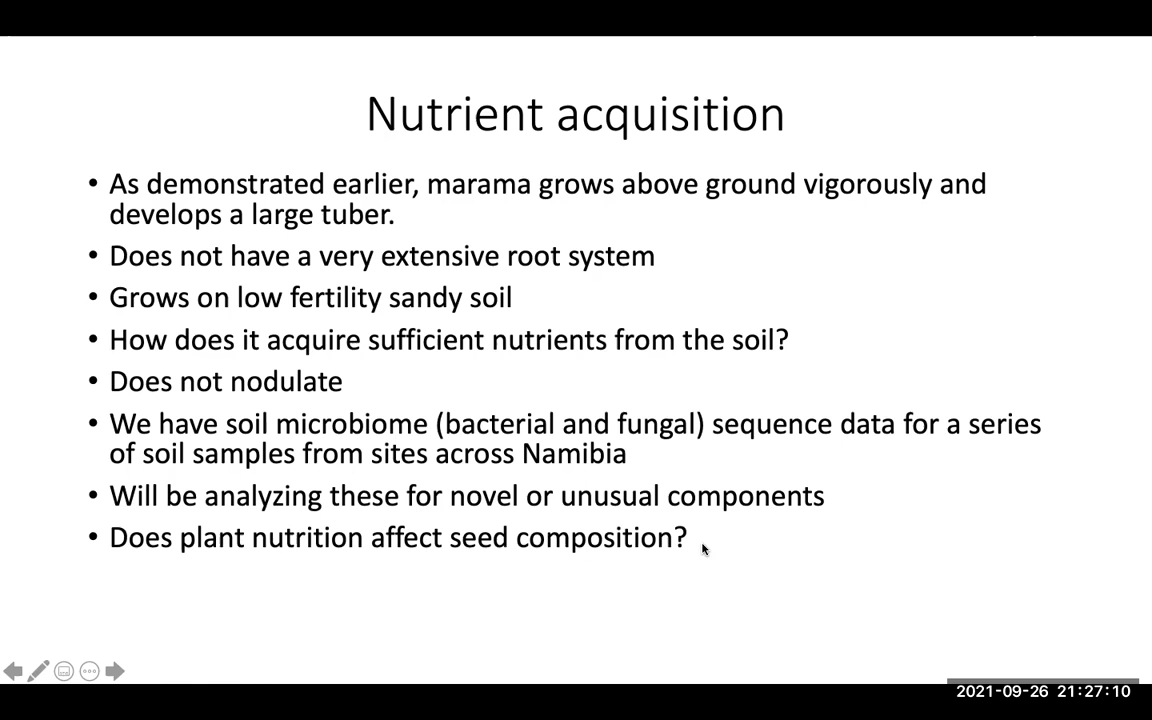 Nutrient acquisition
• As demonstrated earlier, marama grows above ground vigorously and
develops a large tuber.
• Does not have a very extensive root system
• Grows on low fertility sandy soil
• How does it acquire sufficient nutrients from the soil?
• Does not nodulate
• We have soil microbiome (bacterial and fungal) sequence data for a series
of soil samples from sites across Namibia
• Will be analyzing these for novel or unusual components
• Does plant nutrition affect seed composition?
2021-09-26 21:27:10